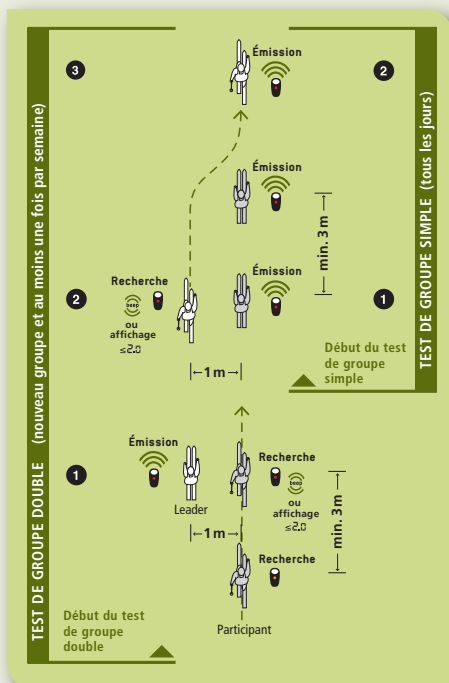 TEST DE GROUPE DOUBLE (nouveau groupe et au moins une fois par semaine)
TEST DE GROUPE SIMPLE (tous les jours)
3
Émission
2
Émission
min. 3 m
Recherche
Émission
2
beep
ou
affichage
≤2.0
1
1 m
Début du test
de groupe
simple
Émission
1
Recherche
beep
ou
affichage
≤2.0
Leader
1 m
min. 3 m
Recherche
Début du test
de groupe
double
Participant